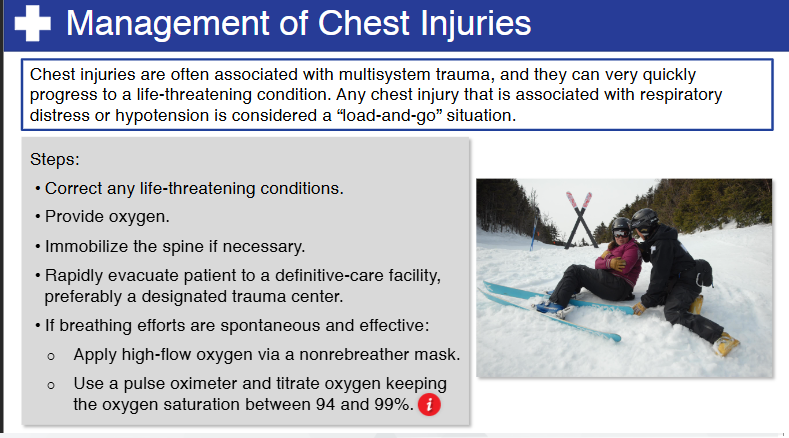 Management of Chest Injuries
Chest injuries are often associated with multisystem trauma, and they can very quickly
progress to a life-threatening condition. Any chest injury that is associated with respiratory
distress or hypotension is considered a “load-and-go” situation.
Steps:
• Correct any life-threatening conditions.
• Provide oxygen.
• Immobilize the spine if necessary.
• Rapidly evacuate patient to a definitive-care facility,
preferably a designated trauma center.
• If breathing efforts are spontaneous and effective:
o Apply high-flow oxygen via a nonrebreather mask.
o Use a pulse oximeter and titrate oxygen keeping
the oxygen saturation between 94 and 99%. i